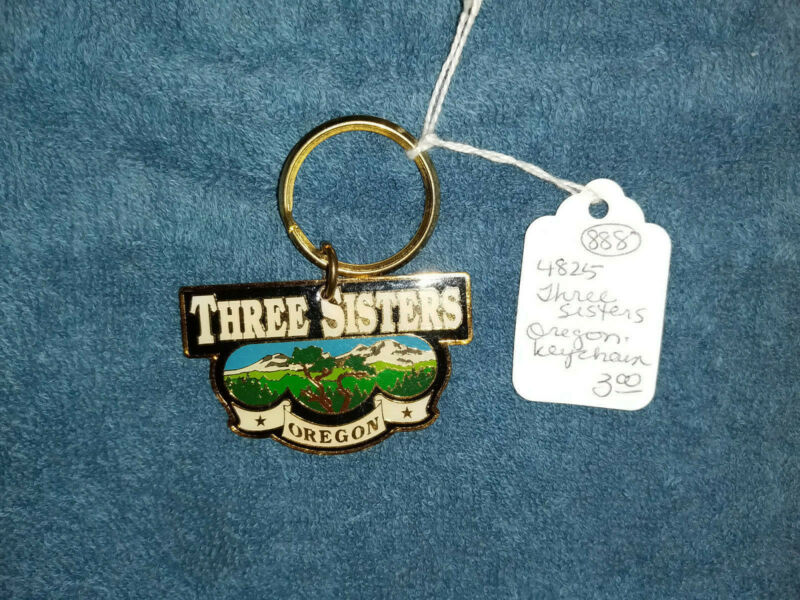 THREE SISTERS
OREGON
888
4825
Three
Sisters
Oregon.
Keychain
3.00